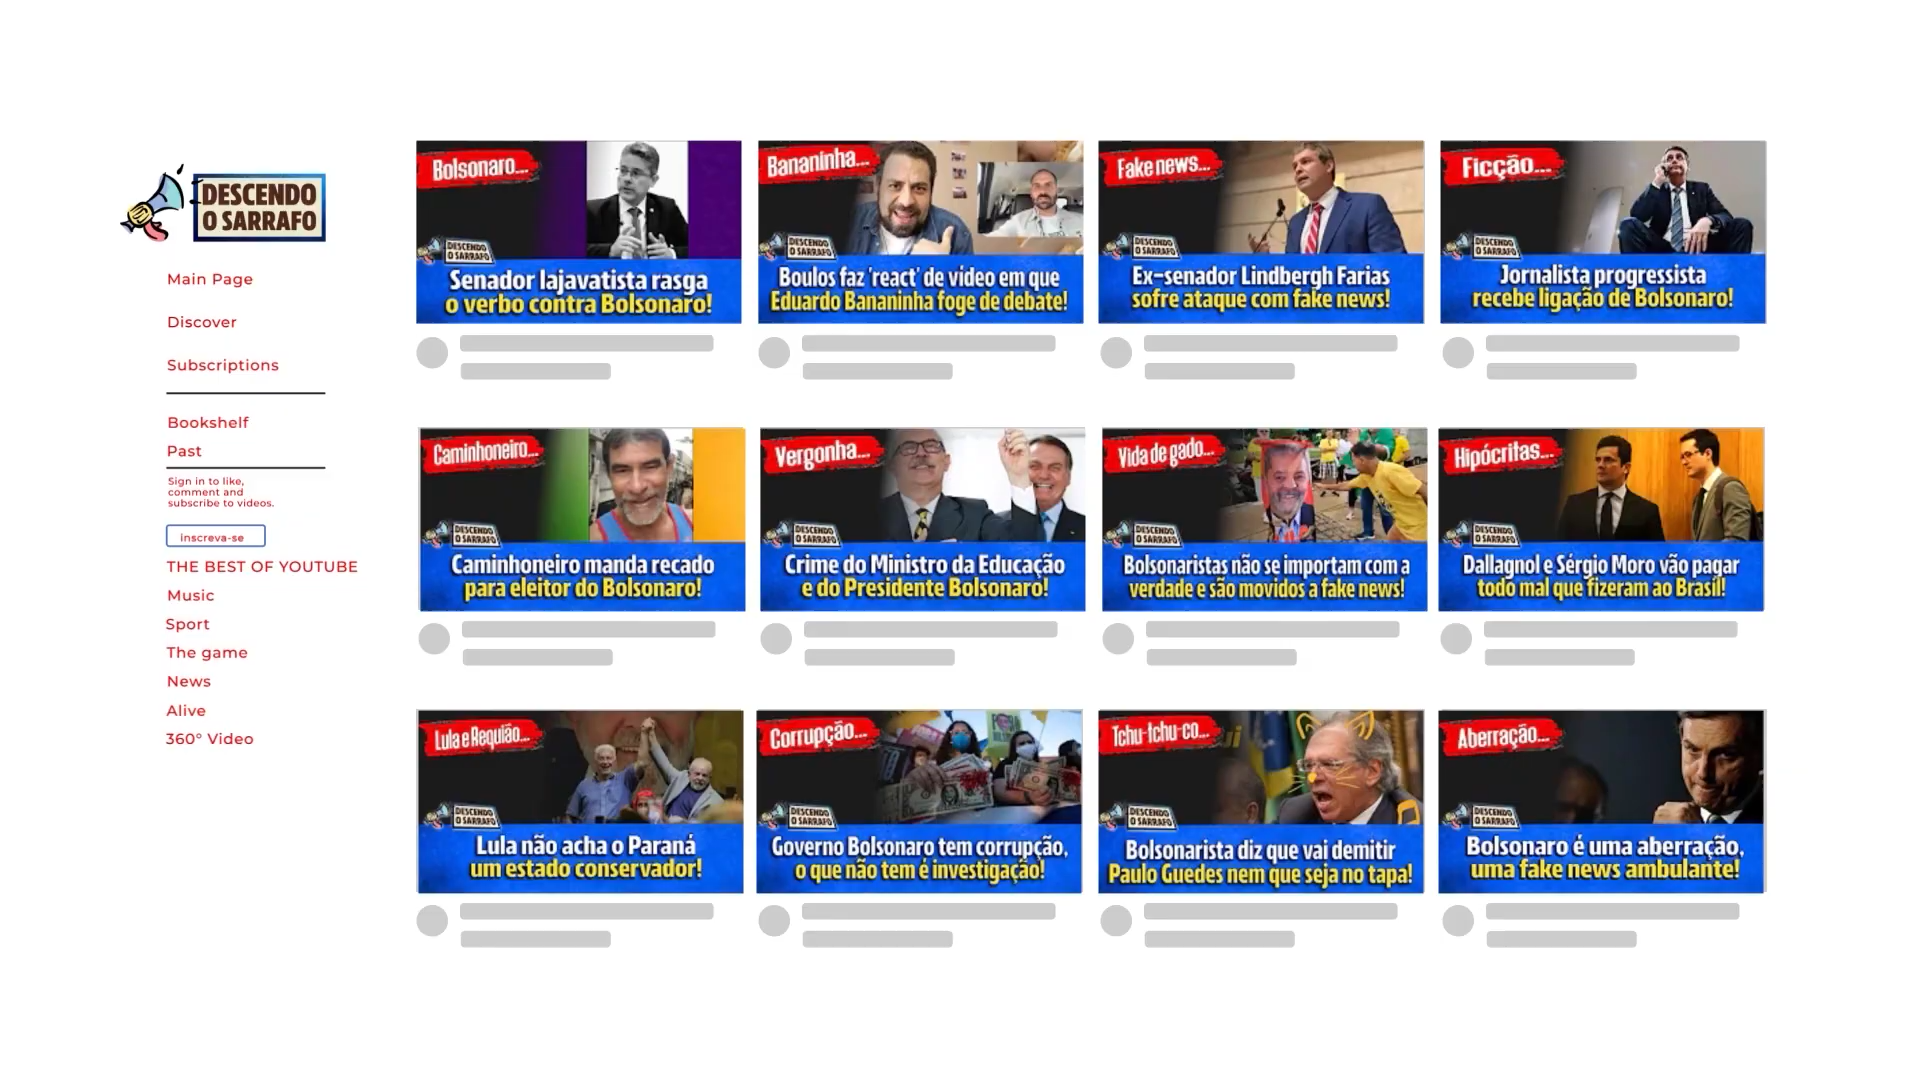 DESCENDO
O SARRAFO
Main Page
Discover
Subscriptions
Bookshelf
Past
Sign in to like,
comment and
subscribe to videos.
inscreva-se
THE BEST OF YOUTUBE
Music
Sport
The game
News
Alive
360° Video
Bolsonaro...
DESCENDO
O SARRAFO
Senador lajavatista rasga
o verbo contra Bolsonaro!
Bananinha...
DESCENDO
O SARRAFO
Boulos faz 'react' de vídeo em que
Eduardo Bananinha foge de debate!
Fake news...
DESCENDO
O SARRAFO
Ex-senador Lindbergh Farias
sofre ataque com fake news!
Ficção...
DESCENDO
O SARRAFO
Jornalista progressista
recebe ligação de Bolsonaro!
Caminhoneiro...
DESCENDO
O SARRAFO
Caminhoneiro manda recado
para eleitor do Bolsonaro!
Vergonha...
DESCENDO
O SARRAFO
Crime do Ministro da Educação
e do Presidente Bolsonaro!
Vida de gado...
DESCENDO
O SARRAFO
Bolsonaristas não se importam com a
verdade e são movidos a fake news!
Hipócritas...
DESCENDO
O SARRAFO
Dallagnol e Sérgio Moro vão pagar
todo mal que fizeram ao Brasil!
Lula e Requião...
DESCENDO
O SARRAFO
Lula não acha o Paraná
um estado conservador!
Corrupção...
DESCENDO
O SARRAFO
Governo Bolsonaro tem corrupção,
o que não tem é investigação!
Tchu-tchu-co...
DESCENDO
O SARRAFO
Bolsonarista diz que vai demitir
Paulo Guedes nem que seja no tapa!
Aberração...
DESCENDO
O SARRAFO
Bolsonaro é uma aberração,
uma fake news ambulante!